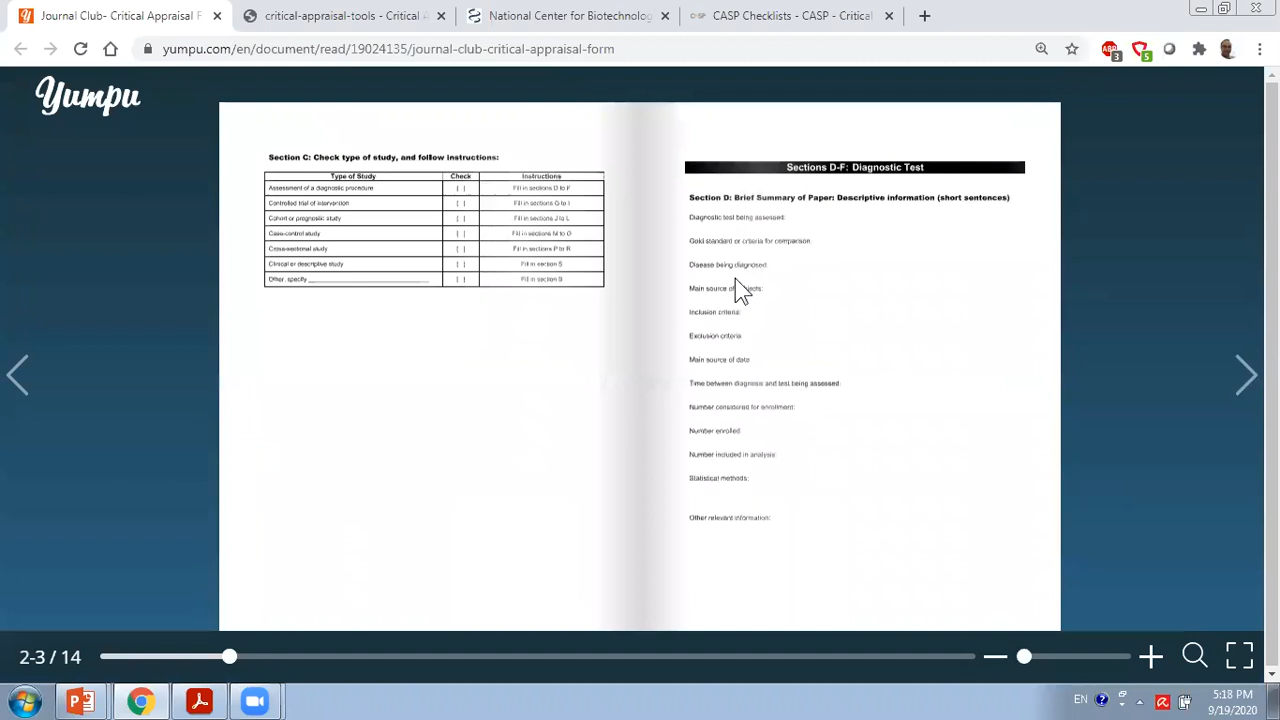 Journal Club- Critical Appraisal F
critical-appraisal-tools - Critical A
National Center for Biotechnolog
CASP Checklists - CASP - Critical
yumpu.com/en/document/read/19024135/journal-club-critical-appraisal-form
ABP
3
5
Yumpu
Section C: Check type of study, and follow instructions:
Type of Study Check Instructions
Assessment of a diagnostic procedure [ ] Fill in sections D to F
Controlled trial of intervention [ ] Fill in sections G to I
Cohort or prognostic study [ ] Fill in sections J to L
Case-control study [ ] Fill in sections M to O
Cross-sectional study [ ] Fill in sections P to R
Clinical or descriptive study [ ] Fill in section S
Other, specify [ ] Fill in section S
Sections D-F: Diagnostic Test
Section D: Brief Summary of Paper: Descriptive information (short sentences)
Diagnostic test being assessed:
Gold standard or criteria for comparison
Disease being diagnosed:
Main source of
Inclusion criteria:
Exclusion criteria
Main source of data
Time between diagnosis and test being assessed:
Number considered for enrollment:
Number enrolled
Number included in analysis:
Statistical methods:
Other relevant information:
2-3 / 14
EN
5:18 PM
9/19/2020